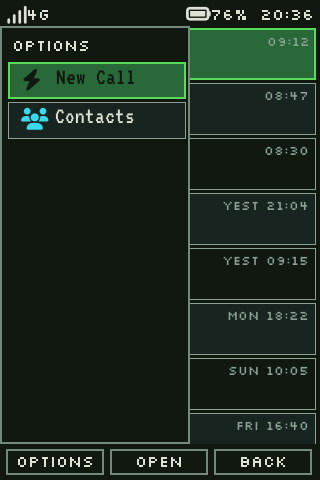 4G 76% 20:36
OPTIONS
New Call
Contacts
09:12
08:47
08:30
YEST 21:04
YEST 09:15
MON 18:22
SUN 10:05
FRI 16:40
OPTIONS OPEN BACK